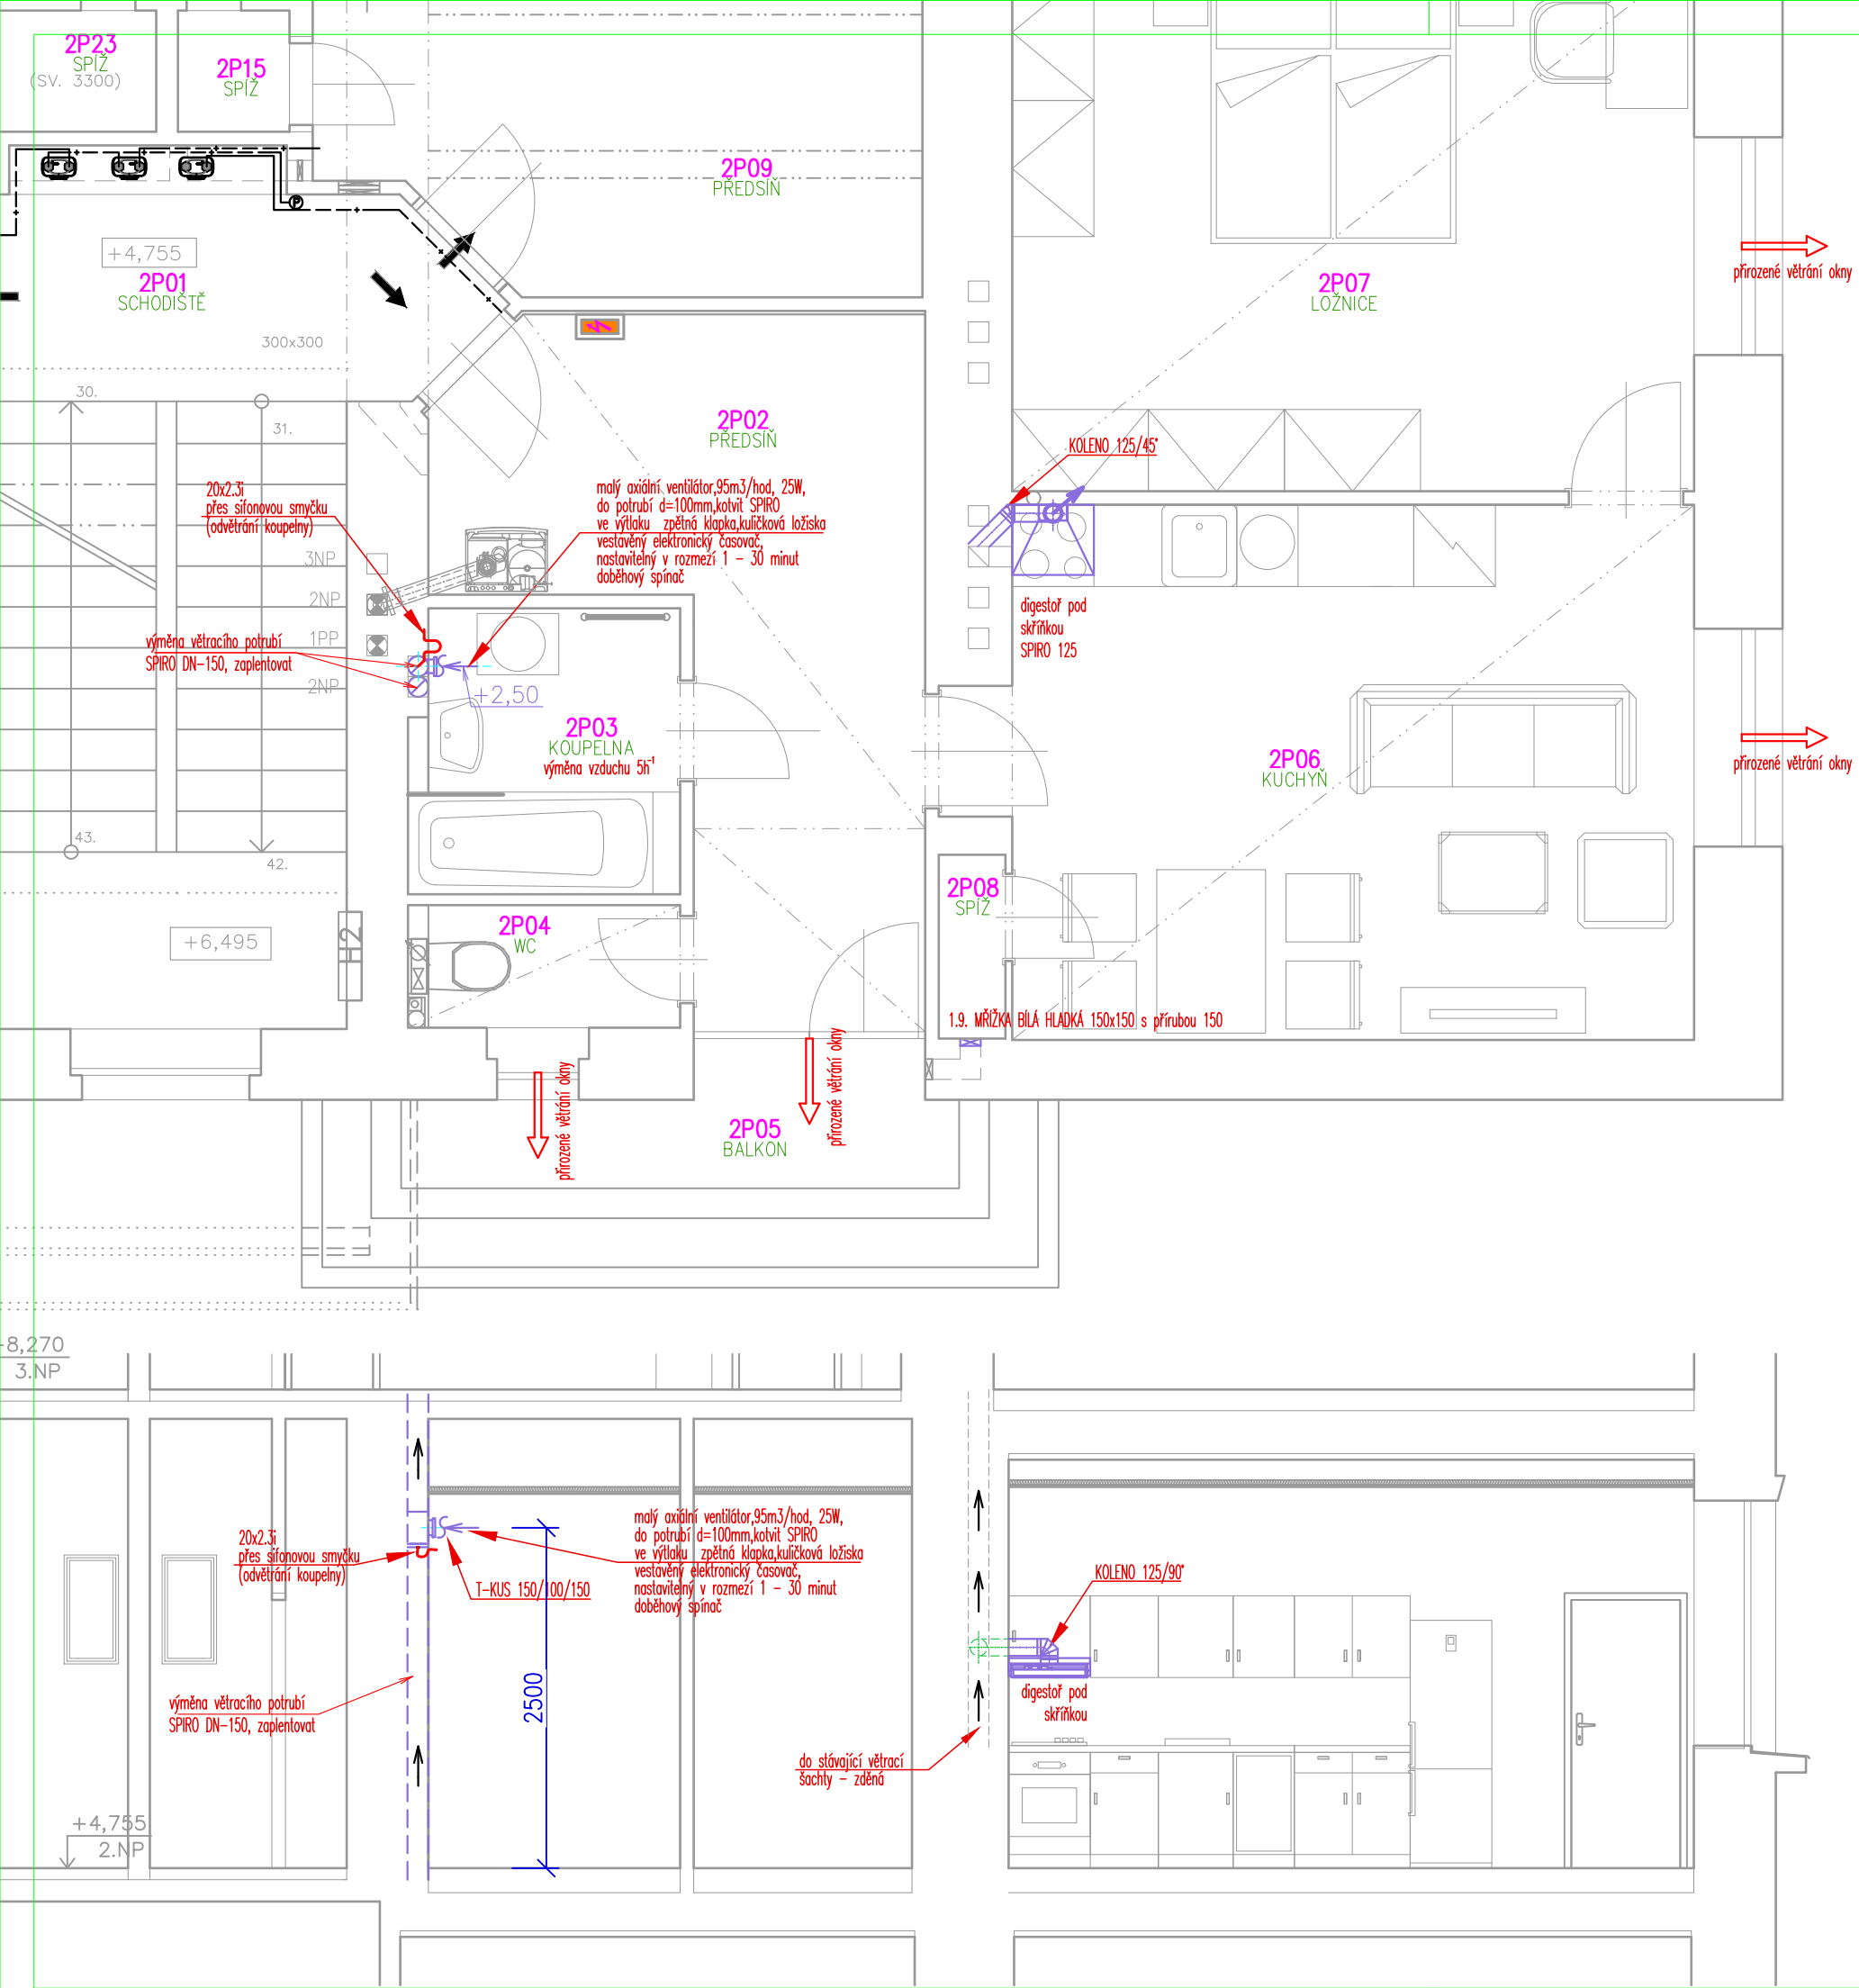 2P23
SPÍŽ
(SV. 3300)
2P15
SPÍŽ
2P09
PŘEDSÍŇ
P
+4,755
2P01
SCHODIŠTĚ
300x300
2P07
LOŽNICE
přirozené větrání okny
30.
31.
2P02
PŘEDSÍŇ
KOLENO 125/45°
20x2.3i
přes sifonovou smyčku
(odvětrání koupelny)
malý axiální ventilátor,95m3/hod, 25W,
do potrubí d=100mm,kotvit SPIRO
ve výtlaku zpětná klapka,kuličková ložiska
vestavěný elektronický časovač,
nastavitelný v rozmezí 1 - 30 minut
doběhový spínač
3NP
2NP
1PP
2NP
výměna větracího potrubí
SPIRO DN-150, zaplentovat
digestoř pod
skříňkou
SPIRO 125
+2,50
2P03
KOUPELNA
výměna vzduchu 5h⁻¹
2P06
KUCHYŇ
přirozené větrání okny
43.
42.
2P08
SPÍŽ
2P04
WC
+6,495
H2
1.9. MŘÍŽKA BÍLÁ HLADKÁ 150x150 s přírubou 150
přirozené větrání okny
přirozené větrání okny
2P05
BALKON
+8,270
3.NP
20x2.3i
přes sifonovou smyčku
(odvětrání koupelny)
malý axiální ventilátor,95m3/hod, 25W,
do potrubí d=100mm,kotvit SPIRO
ve výtlaku zpětná klapka,kuličková ložiska
vestavěný elektronický časovač,
nastavitelný v rozmezí 1 - 30 minut
doběhový spínač
T-KUS 150/100/150
KOLENO 125/90°
2500
výměna větracího potrubí
SPIRO DN-150, zaplentovat
digestoř pod
skříňkou
do stávající větrací
šachty - zděná
+4,755
2.NP